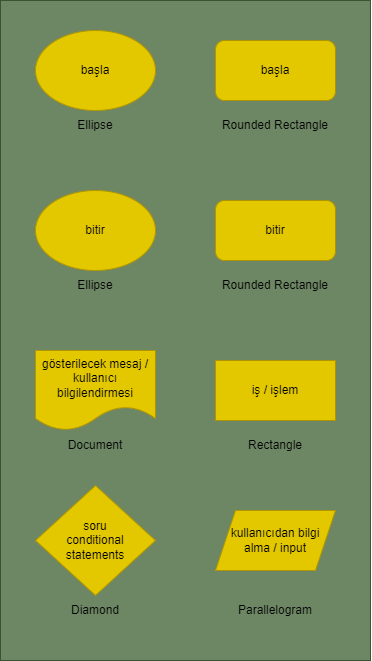 başla
başla
Ellipse
Rounded Rectangle
bitir
bitir
Ellipse
Rounded Rectangle
gösterilecek mesaj /
kullanıcı
bilgilendirmesi
iş / işlem
Document
Rectangle
soru
conditional
statements
kullanıcıdan bilgi
alma / input
Diamond
Parallelogram